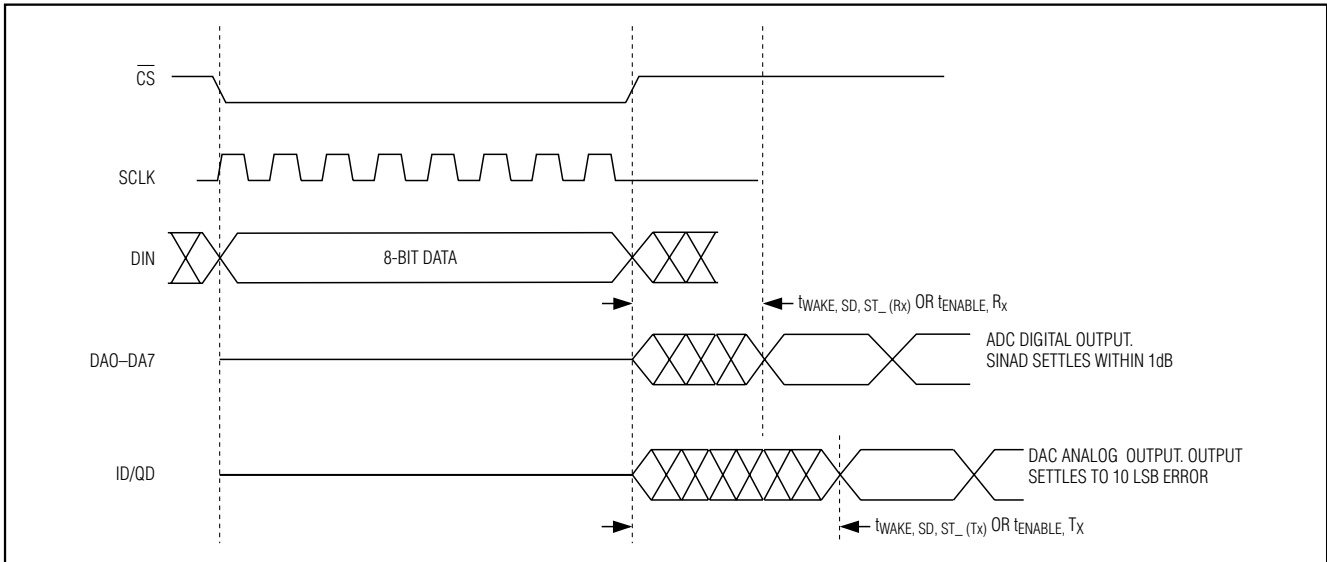 CS
SCLK
DIN
8-BIT DATA
tWAKE, SD, ST_ (Rx) OR tENABLE, Rx
DA0–DA7
ADC DIGITAL OUTPUT.
SINAD SETTLES WITHIN 1dB
ID/QD
DAC ANALOG OUTPUT. OUTPUT
SETTLES TO 10 LSB ERROR
tWAKE, SD, ST_ (Tx) OR tENABLE, TX